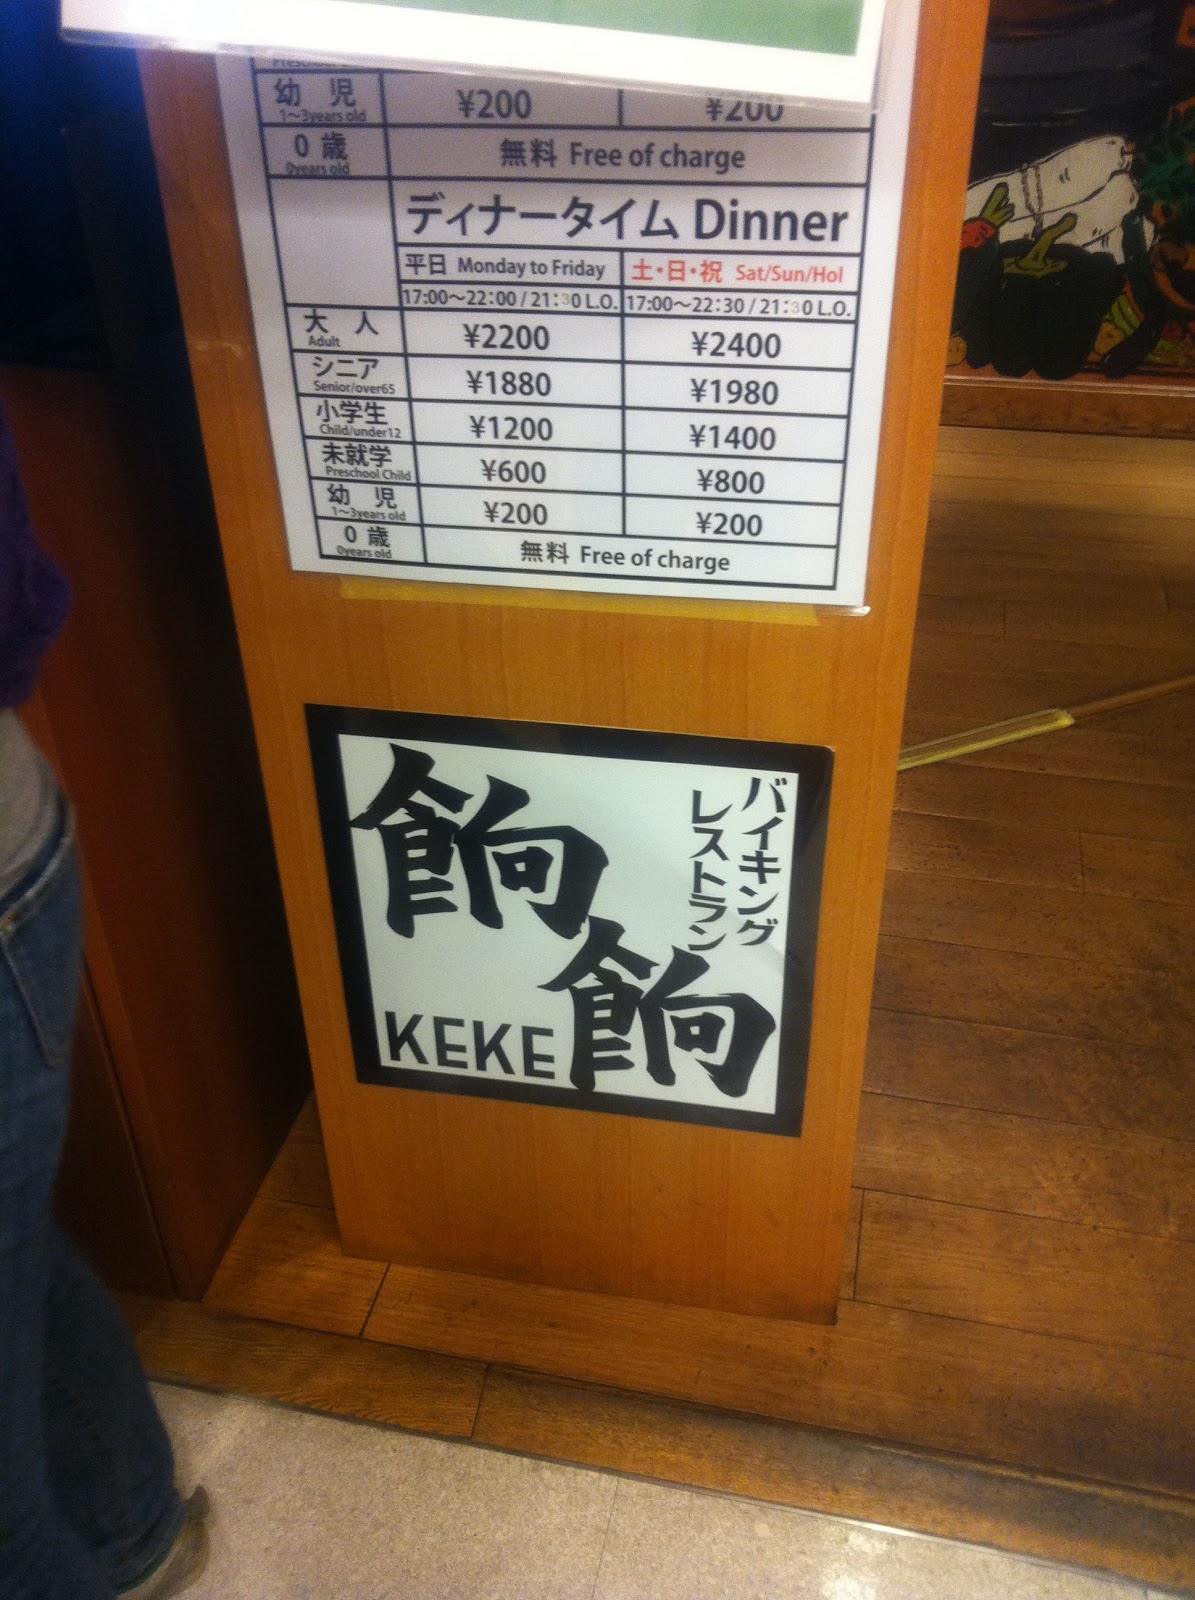 幼 児 ¥200 ¥200
1〜3years old
0 歳 無料 Free of charge
0years old
ディナータイム Dinner
平日 Monday to Friday 土・日・祝 Sat/Sun/Hol
17:00〜22:00 / 21:30 L.O. 17:00〜22:30 / 21:30 L.O.
大 人 ¥2200 ¥2400
Adult
シニア ¥1880 ¥1980
Senior/over65
小学生 ¥1200 ¥1400
Child/under12
未就学 ¥600 ¥800
Preschool Child
幼 児 ¥200 ¥200
1〜3years old
0 歳 無料 Free of charge
0years old
バイキング
レストラン
餉餉
KEKE